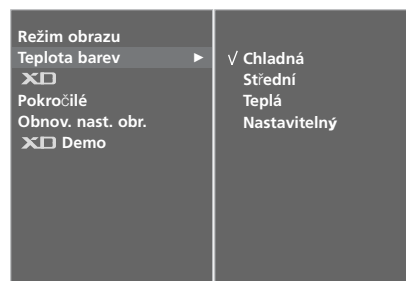 Režim obrazu
Teplota barev ►
XD
Pokročilé
Obnov. nast. obr.
XD Demo
√ Chladná
Střední
Teplá
Nastavitelný